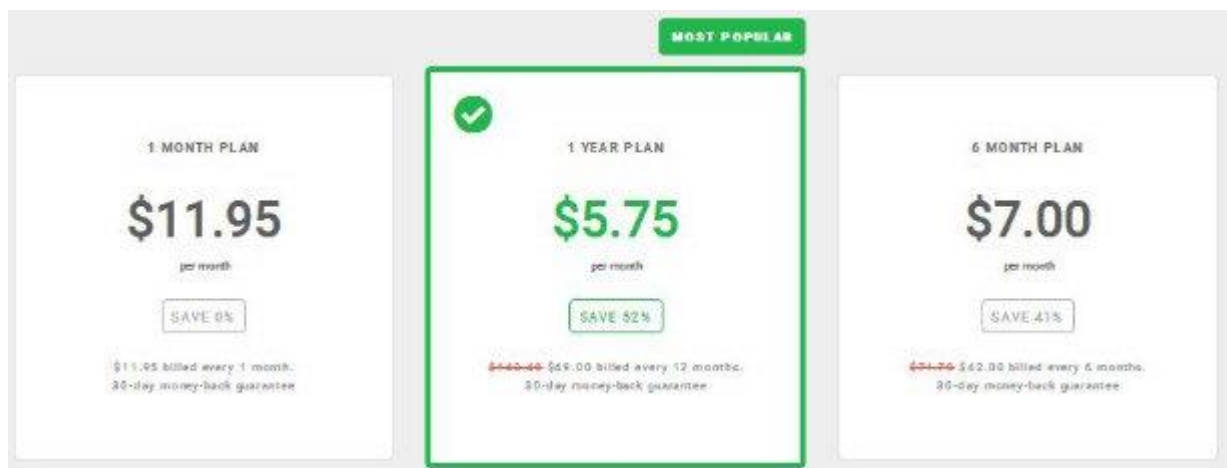 MOST POPULAR
1 MONTH PLAN
$11.95
per month
SAVE 0%
$11.95 billed every 1 month.
30-day money-back guarantee
1 YEAR PLAN
$5.75
per month
SAVE 52%
$69.00 billed every 12 months.
30-day money-back guarantee
6 MONTH PLAN
$7.00
per month
SAVE 41%
$71.70 $42.00 billed every 6 months.
30-day money-back guarantee